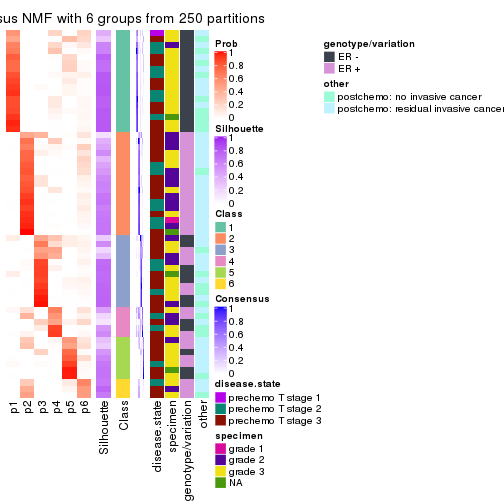 sus NMF with 6 groups from 250 partitions
Prob
1
0.8
0.6
0.4
0.2
0
Silhouette
1
0.8
0.6
0.4
0.2
0
Class
1
2
3
4
5
6
Consensus
1
0.8
0.6
0.4
0.2
0
disease.state
prechemo T stage 1
prechemo T stage 2
prechemo T stage 3
specimen
grade 1
grade 2
grade 3
NA
genotype/variation
ER -
ER +
other
postchemo: no invasive cancer
postchemo: residual invasive cancer
p1
p2
p3
p4
p5
p6
Silhouette
Class
disease.state
specimen
genotype/variation
other